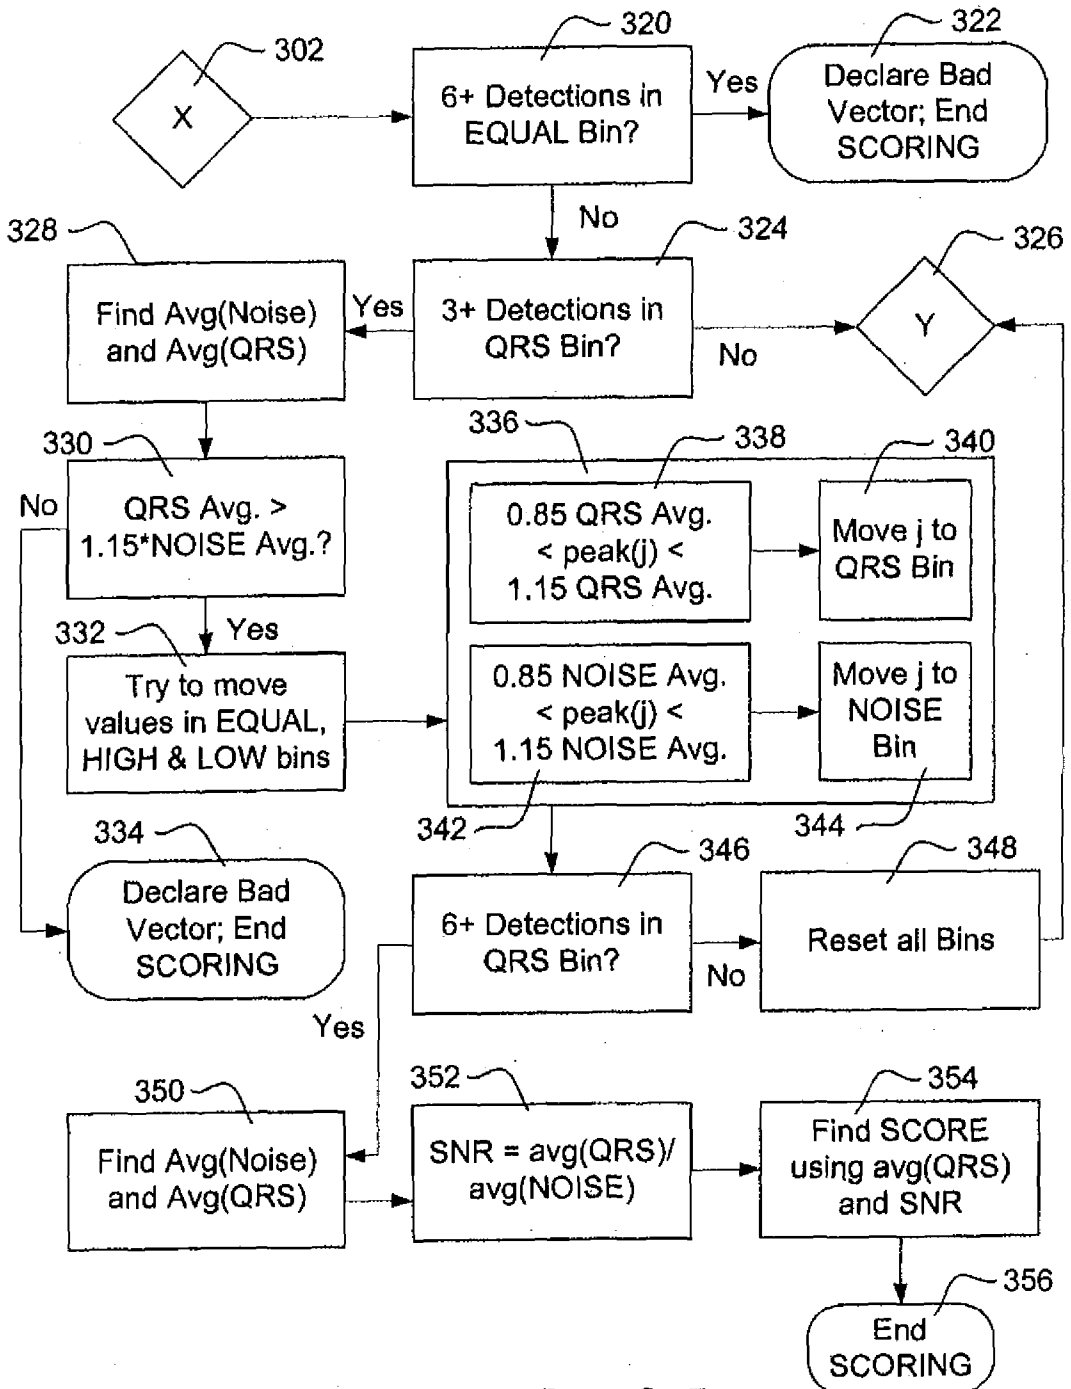 302
X
320
6+ Detections in
EQUAL Bin?
Yes
322
Declare Bad
Vector; End
SCORING
No
328
Find Avg(Noise)
and Avg(QRS)
Yes
324
3+ Detections in
QRS Bin?
No
326
Y
330
No
QRS Avg. >
1.15*NOISE Avg.?
Yes
332
Try to move
values in EQUAL,
HIGH & LOW bins
336
338
0.85 QRS Avg.
< peak(j) <
1.15 QRS Avg.
340
Move j to
QRS Bin
0.85 NOISE Avg.
< peak(j) <
1.15 NOISE Avg.
342
Move j to
NOISE
Bin
344
334
Declare Bad
Vector; End
SCORING
346
6+ Detections in
QRS Bin?
No
348
Reset all Bins
Yes
350
Find Avg(Noise)
and Avg(QRS)
352
SNR = avg(QRS)/
avg(NOISE)
354
Find SCORE
using avg(QRS)
and SNR
356
End
SCORING